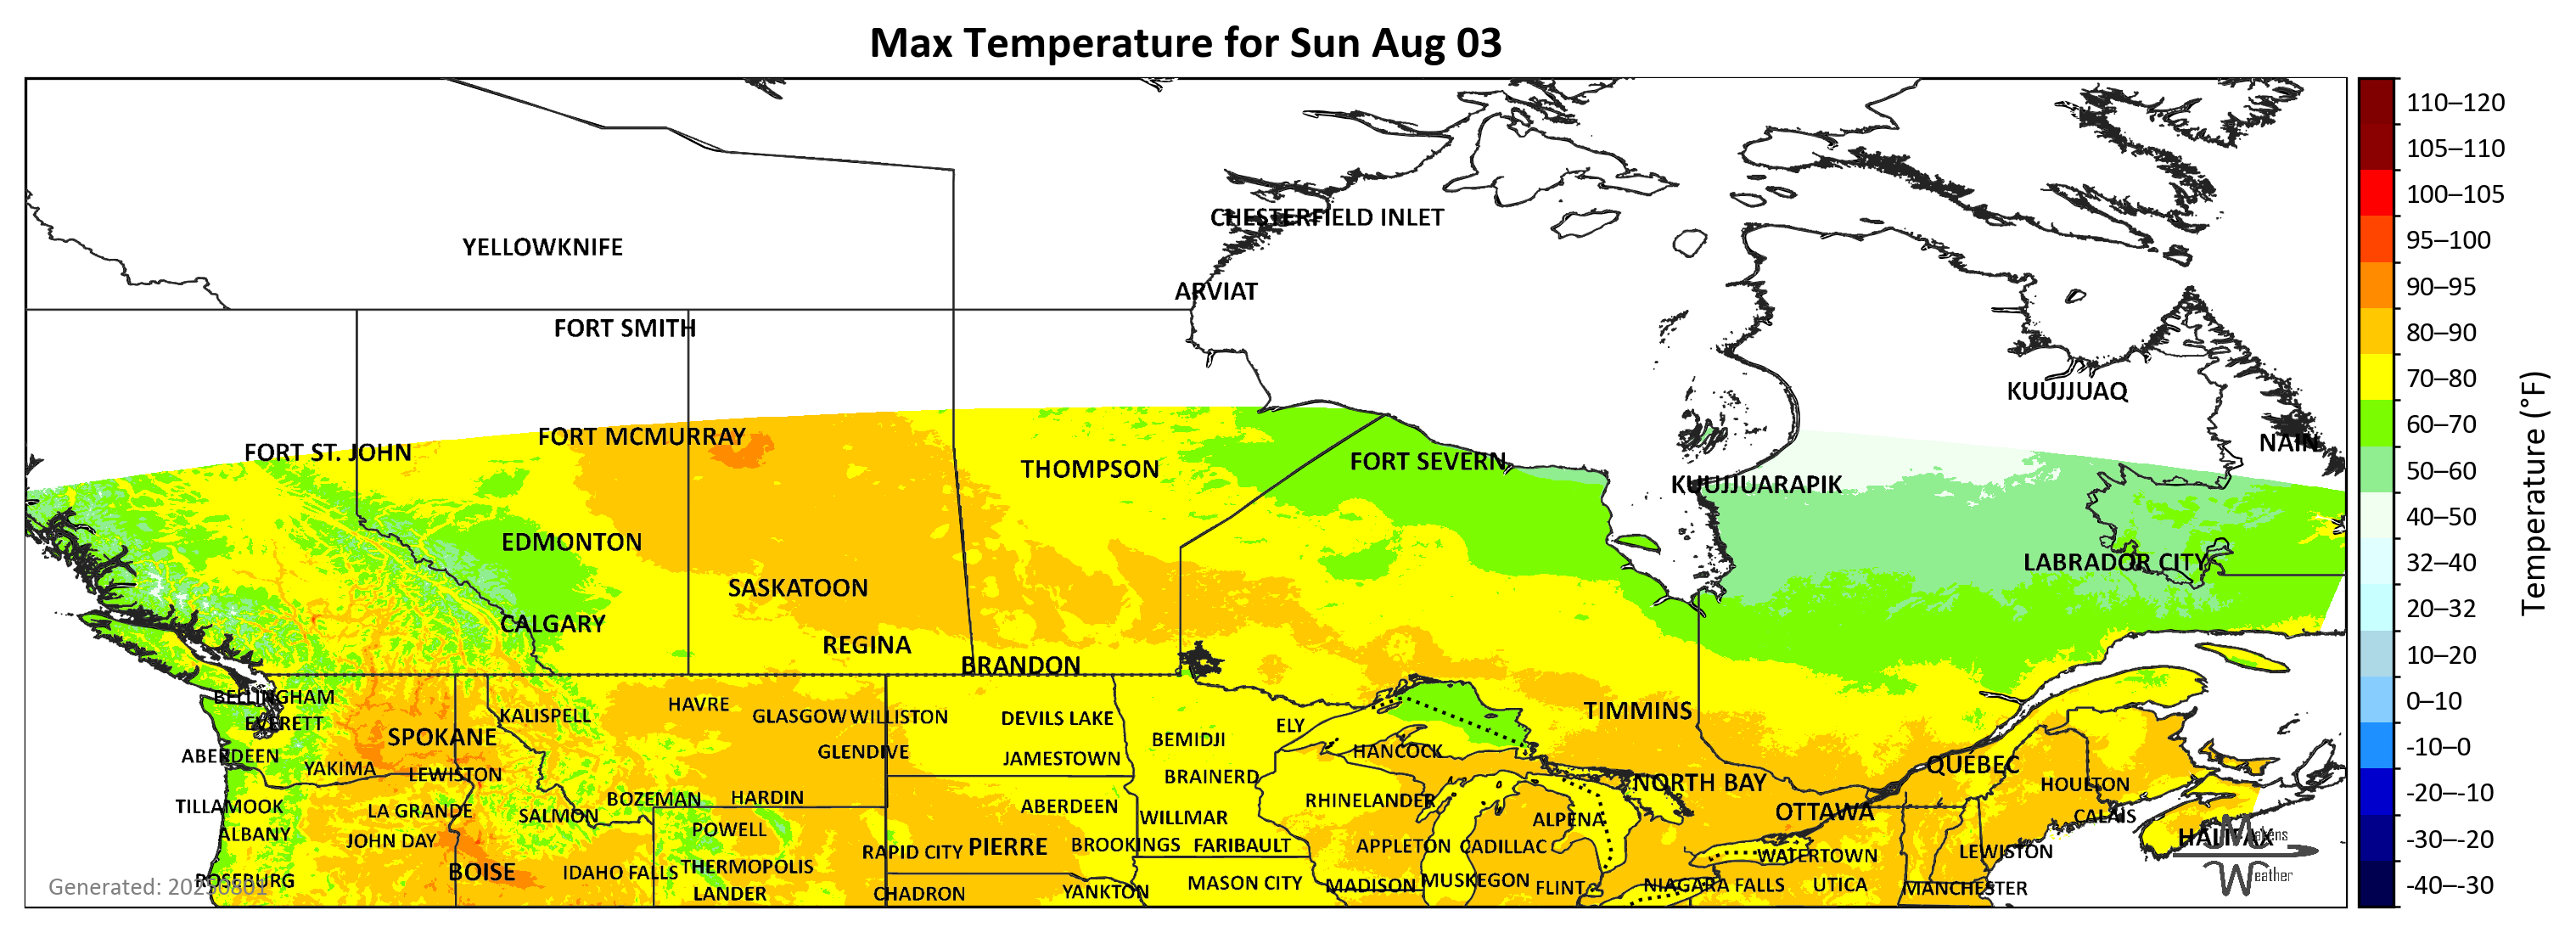 Max Temperature for Sun Aug 03
CHESTERFIELD INLET
YELLOWKNIFE
ARVIAT
FORT SMITH
KUUJJUAQ
FORT MCMURRAY
NAIN
FORT ST. JOHN
FORT SEVERN
THOMPSON
KUUJJUARAPIK
EDMONTON
LABRADOR CITY
SASKATOON
CALGARY
REGINA
BRANDON
BELLINGHAM
HAVRE
KALISPELL
GLASGOW
WILLISTON
DEVILS LAKE
TIMMINS
EVERETT
ELY
SPOKANE
BEMIDJI
ABERDEEN
GLENDIVE
JAMESTOWN
HANCOCK
QUÉBEC
YAKIMA
LEWISTON
BRAINERD
NORTH BAY
HOULTON
TILLAMOOK
LA GRANDE
SALMON
BOZEMAN
HARDIN
ABERDEEN
WILLMAR
RHINELANDER
ALPENA
OTTAWA
CALAIS
ALBANY
JOHN DAY
POWELL
RAPID CITY
PIERRE
BROOKINGS
FARIBAULT
APPLETON
CADILLAC
WATERTOWN
LEWISTON
HALIFAX
ROSEBURG
BOISE
IDAHO FALLS
THERMOPOLIS
LANDER
CHADRON
YANKTON
MASON CITY
MADISON
MUSKEGON
FLINT
NIAGARA FALLS
UTICA
MANCHESTER
Generated: 20250801
Weather
110–120
105–110
100–105
95–100
90–95
80–90
70–80
60–70
50–60
40–50
32–40
20–32
10–20
0–10
-10–0
-20–-10
-30–-20
-40–-30
Temperature (°F)